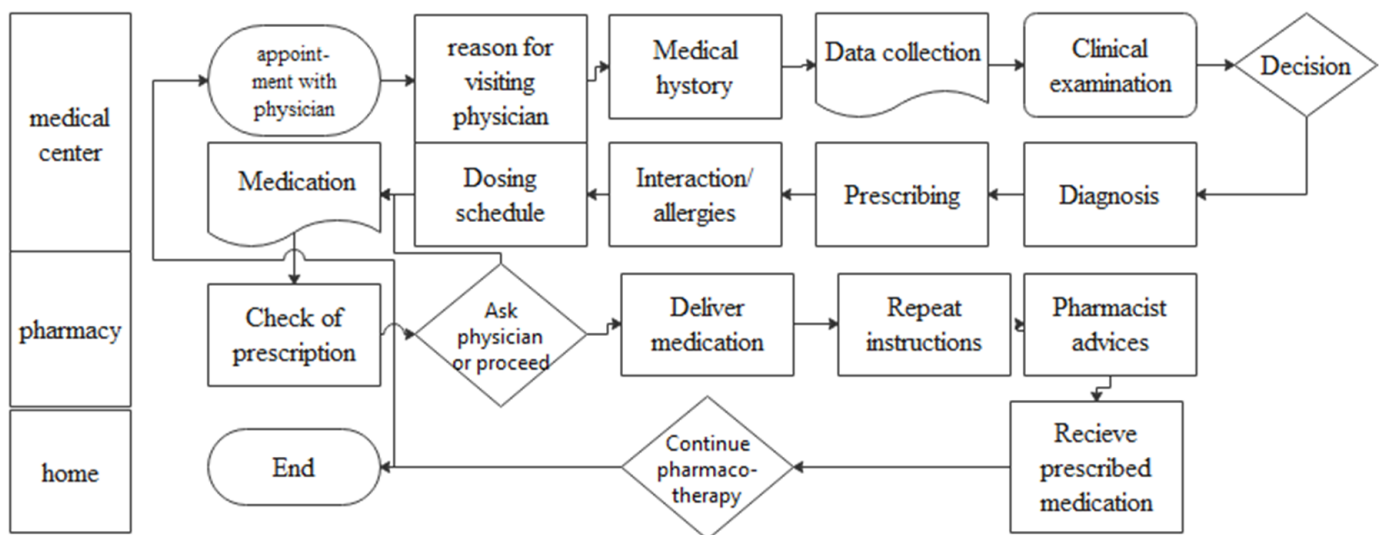 medical
center
appoint-
ment with
physician
reason for
visiting
physician
Medical
hystory
Data collection
Clinical
examination
Decision
Medication
Dosing
schedule
Interaction/
allergies
Prescribing
Diagnosis
pharmacy
Check of
prescription
Ask
physician
or proceed
Deliver
medication
Repeat
instructions
Pharmacist
advices
home
End
Continue
pharmaco-
therapy
Recieve
prescribed
medication